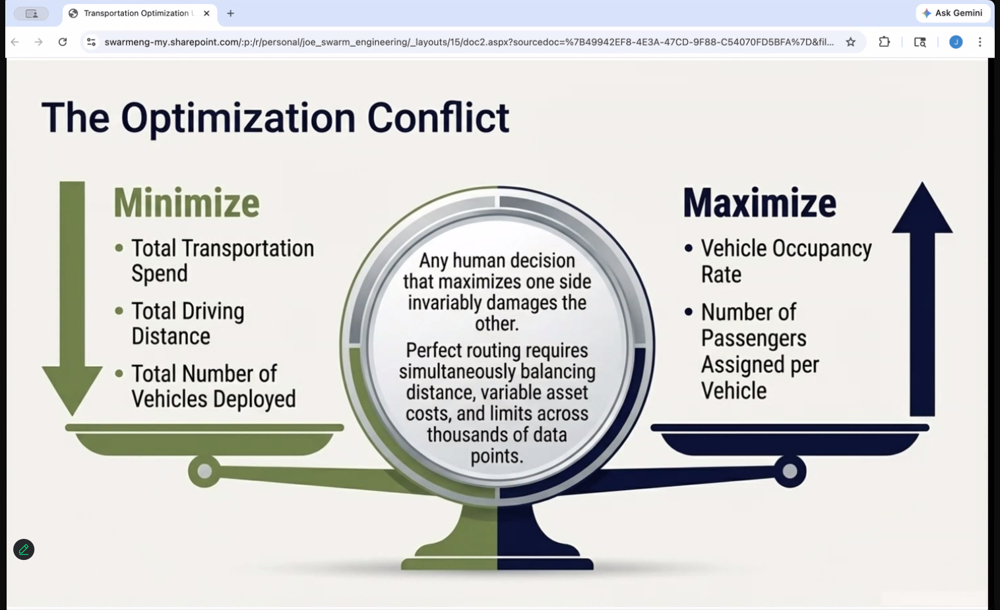 Transportation Optimization
Ask Gemini
swarmeng-my.sharepoint.com/:p:/r/personal/joe_swarm_engineering/_layouts/15/doc2.aspx?sourcedoc=%7B49942EF8-4E3A-47CD-9F88-C54070FD5BFA%7D&fil...
J
The Optimization Conflict
Minimize
• Total Transportation
Spend
• Total Driving
Distance
• Total Number of
Vehicles Deployed
Any human decision
that maximizes one side
invariably damages the
other.
Perfect routing requires
simultaneously balancing
distance, variable asset
costs, and limits across
thousands of data
points.
Maximize
• Vehicle Occupancy
Rate
• Number of
Passengers
Assigned per
Vehicle